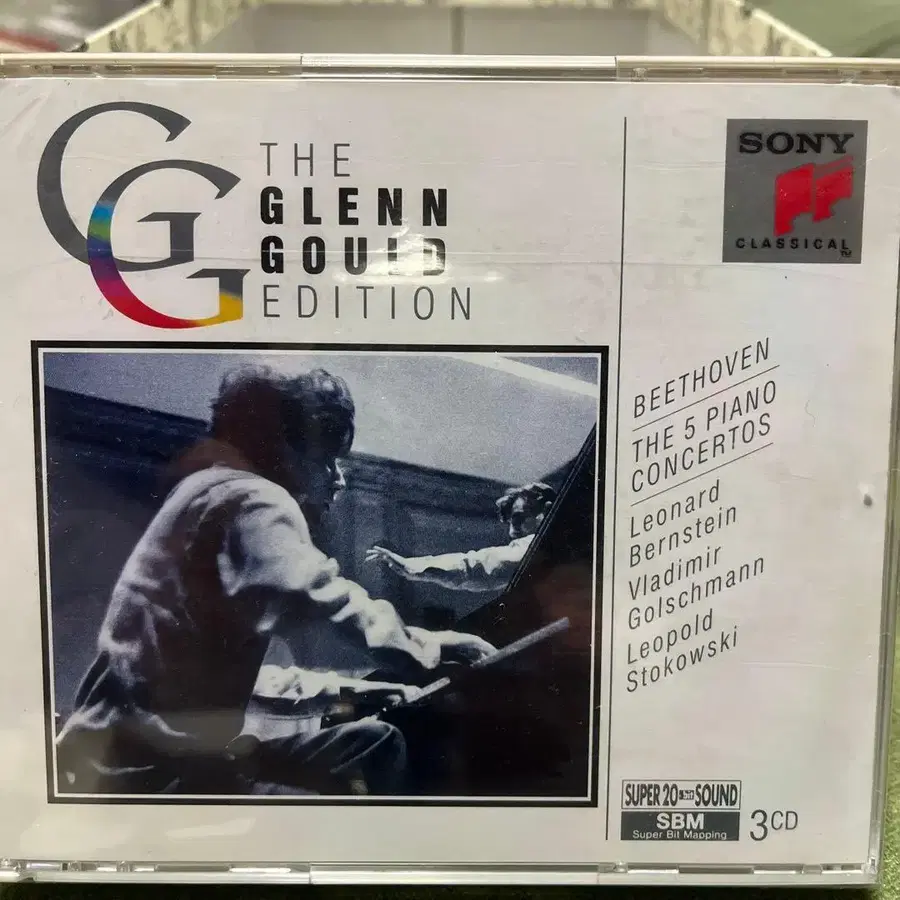 THE
GLENN
GOULD
EDITION
SONY
CLASSICAL
BEETHOVEN
THE 5 PIANO
CONCERTOS
Leonard
Bernstein
Vladimir
Golschmann
Leopold
Stokowski
SUPER 20 bit SOUND
SBM
Super Bit Mapping
3CD